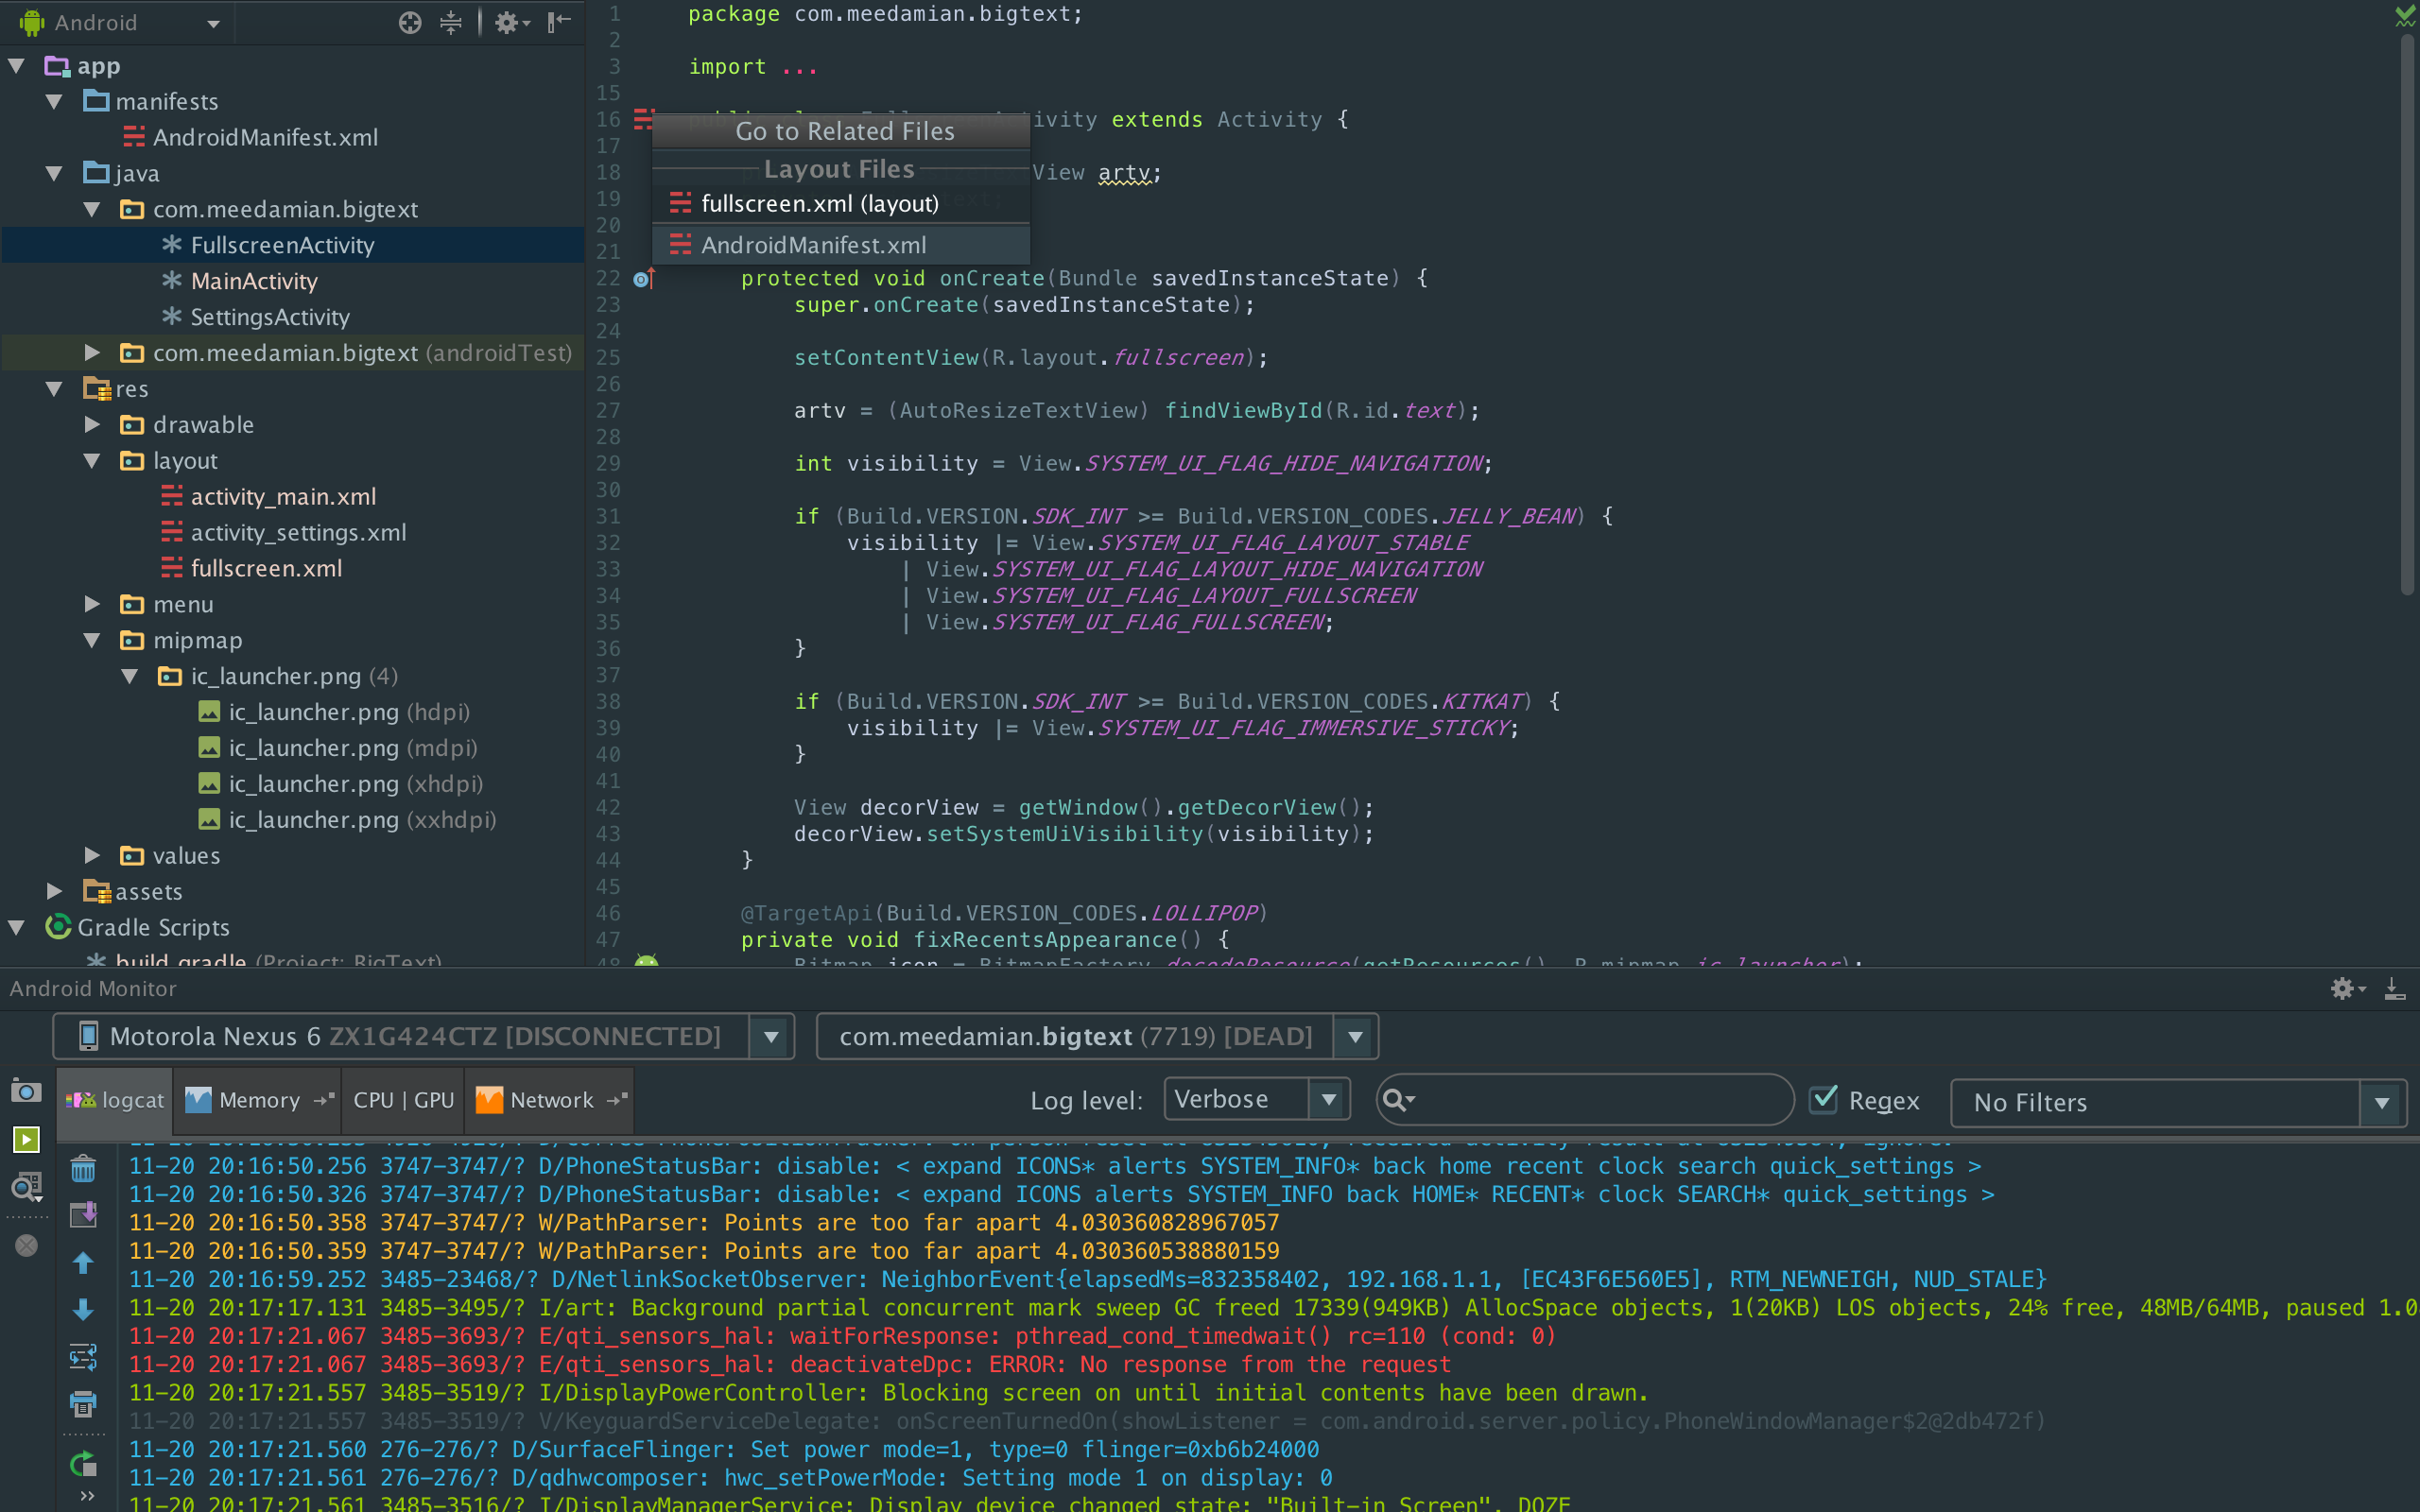 Android
app
manifests
AndroidManifest.xml
java
com.meedamian.bigtext
FullscreenActivity
MainActivity
SettingsActivity
com.meedamian.bigtext (androidTest)
res
drawable
layout
activity_main.xml
activity_settings.xml
fullscreen.xml
menu
mipmap
ic_launcher.png (4)
ic_launcher.png (hdpi)
ic_launcher.png (mdpi)
ic_launcher.png (xhdpi)
ic_launcher.png (xxhdpi)
values
assets
Gradle Scripts
build.gradle (Project: BigText)
1 package com.meedamian.bigtext;
2
3 import ...
15
16 ivity extends Activity {
Go to Related Files
17
Layout Files
18 View artv;
19 fullscreen.xml (layout)
20
21 AndroidManifest.xml
22 protected void onCreate(Bundle savedInstanceState) {
23 super.onCreate(savedInstanceState);
24
25 setContentView(R.layout.fullscreen);
26
27 artv = (AutoResizeTextView) findViewById(R.id.text);
28
29 int visibility = View.SYSTEM_UI_FLAG_HIDE_NAVIGATION;
30
31 if (Build.VERSION.SDK_INT >= Build.VERSION_CODES.JELLY_BEAN) {
32 visibility |= View.SYSTEM_UI_FLAG_LAYOUT_STABLE
33 | View.SYSTEM_UI_FLAG_LAYOUT_HIDE_NAVIGATION
34 | View.SYSTEM_UI_FLAG_LAYOUT_FULLSCREEN
35 | View.SYSTEM_UI_FLAG_FULLSCREEN;
36 }
37
38 if (Build.VERSION.SDK_INT >= Build.VERSION_CODES.KITKAT) {
39 visibility |= View.SYSTEM_UI_FLAG_IMMERSIVE_STICKY;
40 }
41
42 View decorView = getWindow().getDecorView();
43 decorView.setSystemUiVisibility(visibility);
44 }
45
46 @TargetApi(Build.VERSION_CODES.LOLLIPOP)
47 private void fixRecentsAppearance() {
48 Bitmap icon = BitmapFactory.decodeResource(getResources(), R.mipmap.ic_launcher);
Android Monitor
Motorola Nexus 6 ZX1G424CTZ [DISCONNECTED]
com.meedamian.bigtext (7719) [DEAD]
logcat Memory CPU | GPU Network Log level: Verbose Regex No Filters
11-20 20:16:50.256 3747-3747/? D/PhoneStatusBar: disable: < expand ICONS* alerts SYSTEM_INFO* back home recent clock search quick_settings >
11-20 20:16:50.326 3747-3747/? D/PhoneStatusBar: disable: < expand ICONS alerts SYSTEM_INFO back HOME* RECENT* clock SEARCH* quick_settings >
11-20 20:16:50.358 3747-3747/? W/PathParser: Points are too far apart 4.030360828967057
11-20 20:16:50.359 3747-3747/? W/PathParser: Points are too far apart 4.030360538880159
11-20 20:16:59.252 3485-23468/? D/NetlinkSocketObserver: NeighborEvent{elapsedMs=832358402, 192.168.1.1, [EC43F6E560E5], RTM_NEWNEIGH, NUD_STALE}
11-20 20:17:17.131 3485-3495/? I/art: Background partial concurrent mark sweep GC freed 17339(949KB) AllocSpace objects, 1(20KB) LOS objects, 24% free, 48MB/64MB, paused 1.0
11-20 20:17:21.067 3485-3693/? E/qti_sensors_hal: waitForResponse: pthread_cond_timedwait() rc=110 (cond: 0)
11-20 20:17:21.067 3485-3693/? E/qti_sensors_hal: deactivateDpc: ERROR: No response from the request
11-20 20:17:21.557 3485-3519/? I/DisplayPowerController: Blocking screen on until initial contents have been drawn.
11-20 20:17:21.557 3485-3519/? V/KeyguardServiceDelegate: onScreenTurnedOn(showListener = com.android.server.policy.PhoneWindowManager$2@2db472f)
11-20 20:17:21.560 276-276/? D/SurfaceFlinger: Set power mode=1, type=0 flinger=0xb6b24000
11-20 20:17:21.561 276-276/? D/qdhwcomposer: hwc_setPowerMode: Setting mode 1 on display: 0
11-20 20:17:21.561 3485-3516/? I/DisplayManagerService: Display device changed state: "Built-in Screen", DOZE